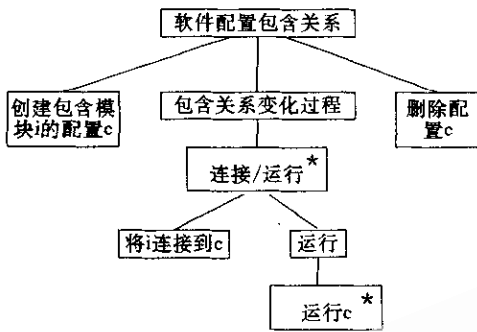 软件配置包含关系
创建包含模
块i的配置c
包含关系变化过程
删除配
置c
连接/运行*
将i连接到c
运行
运行c*